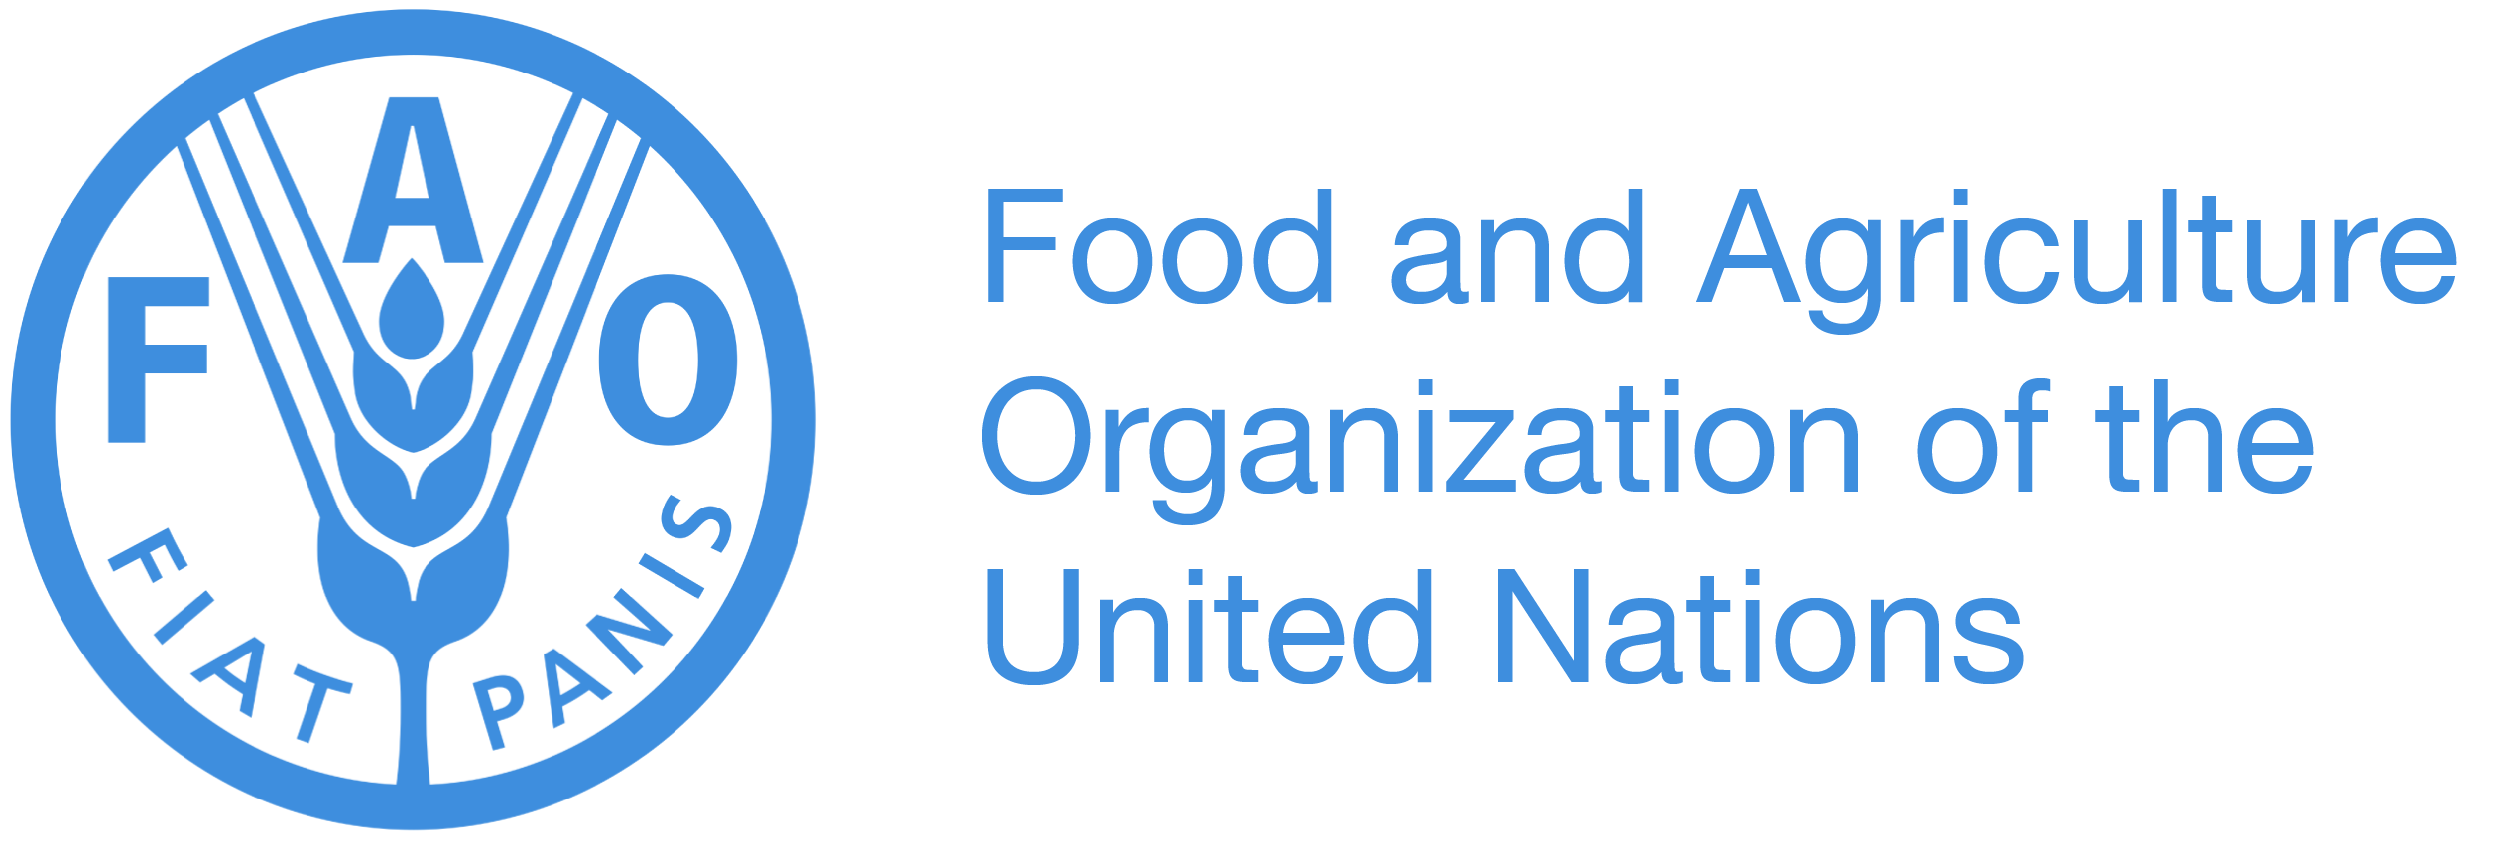 F A O
FIAT PANIS
Food and Agriculture
Organization of the
United Nations